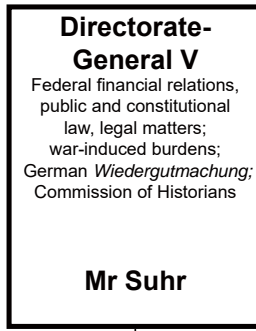 Directorate-
General V
Federal financial relations,
public and constitutional
law, legal matters;
war-induced burdens;
German Wiedergutmachung;
Commission of Historians
Mr Suhr